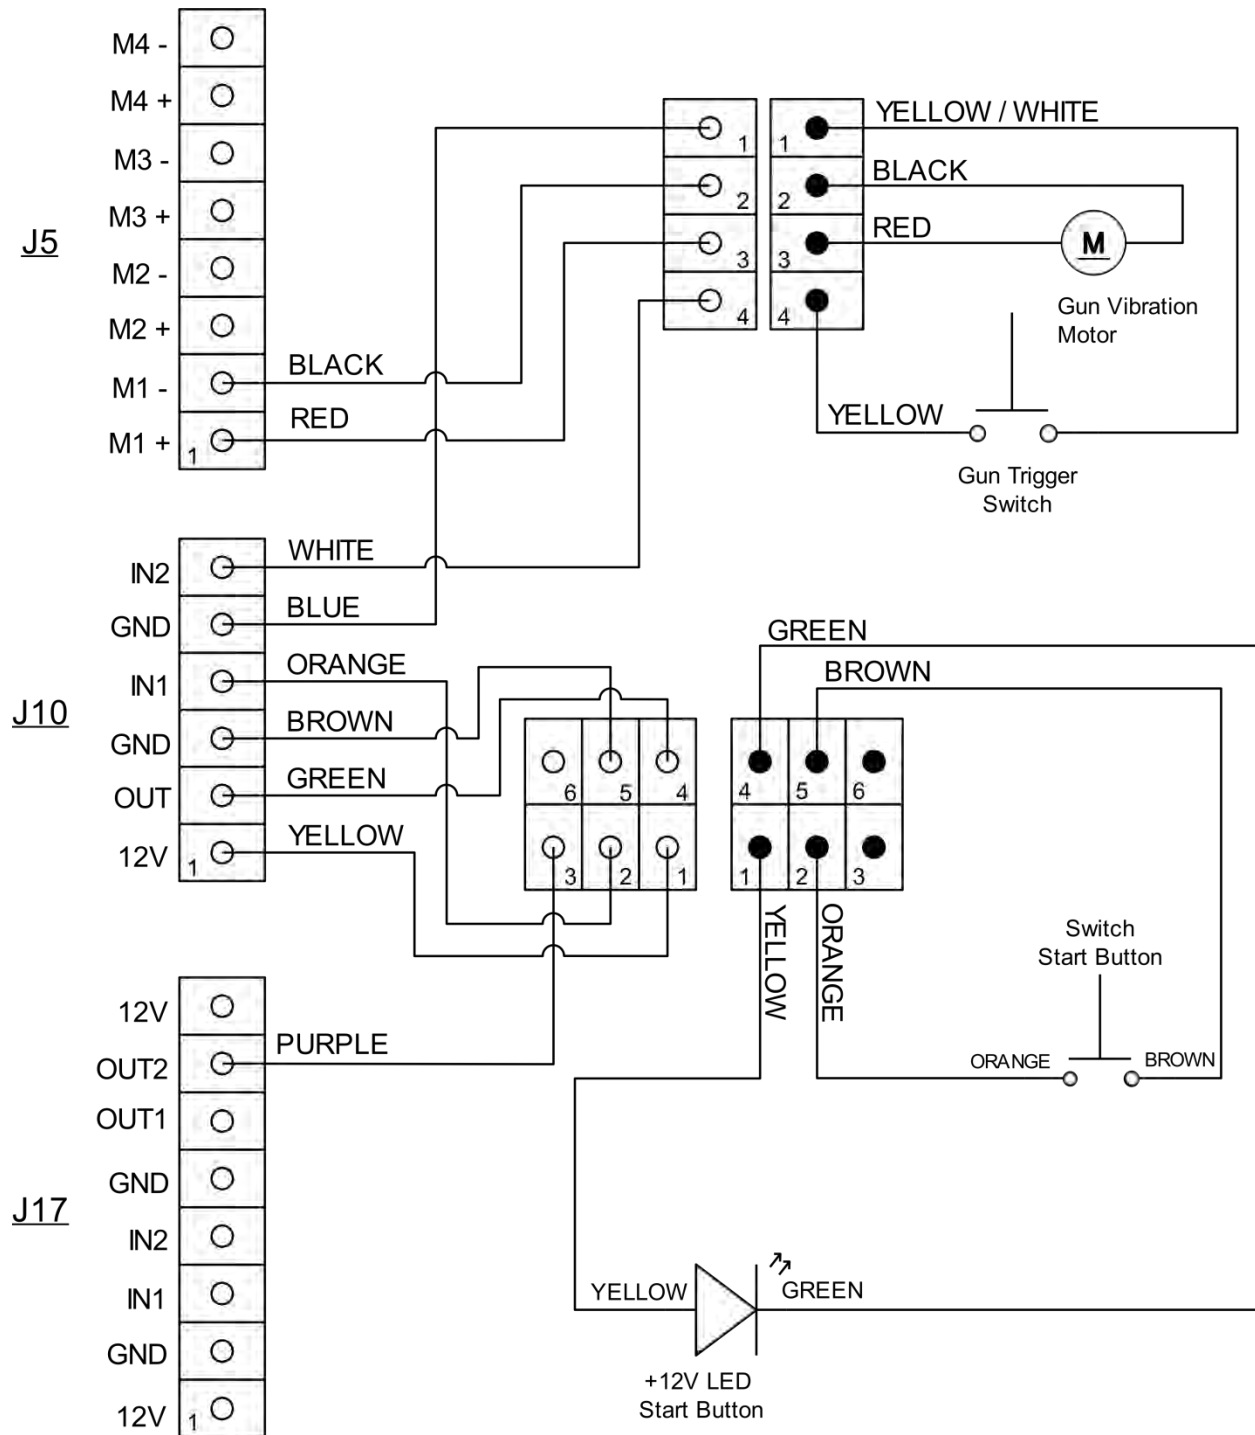 M4 -
M4 +
M3 -
M3 +
J5
M2 -
M2 +
M1 -
M1 +
1
BLACK
RED
1
2
3
4
1
2
3
4
YELLOW / WHITE
BLACK
RED
M
Gun Vibration
Motor
YELLOW
Gun Trigger
Switch
IN2
GND
IN1
J10
GND
OUT
12V
1
WHITE
BLUE
ORANGE
BROWN
GREEN
YELLOW
6
5
4
3
2
1
GREEN
BROWN
4
5
6
1
2
3
YELLOW
ORANGE
Switch
Start Button
ORANGE
BROWN
12V
OUT2
OUT1
GND
J17
IN2
IN1
GND
12V
1
PURPLE
YELLOW
GREEN
+12V LED
Start Button